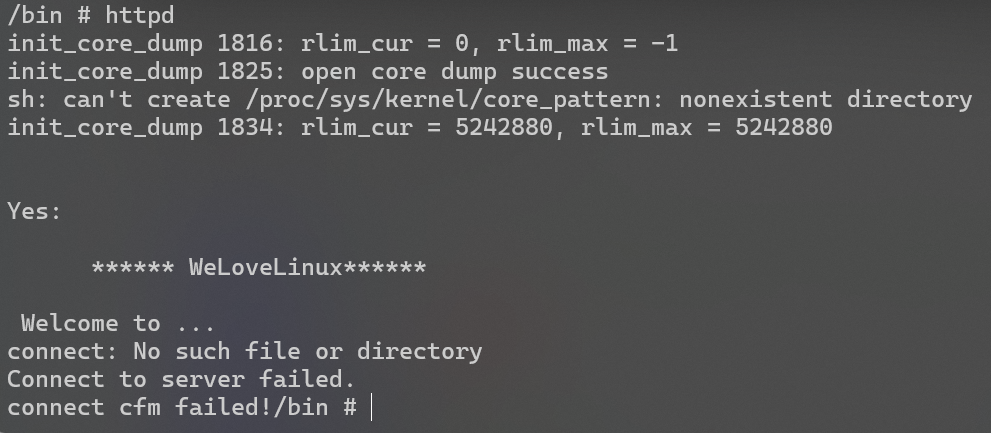 /bin # httpd
init_core_dump 1816: rlim_cur = 0, rlim_max = -1
init_core_dump 1825: open core dump success
sh: can't create /proc/sys/kernel/core_pattern: nonexistent directory
init_core_dump 1834: rlim_cur = 5242880, rlim_max = 5242880
Yes:
****** WeLoveLinux******
Welcome to ...
connect: No such file or directory
Connect to server failed.
connect cfm failed!/bin #